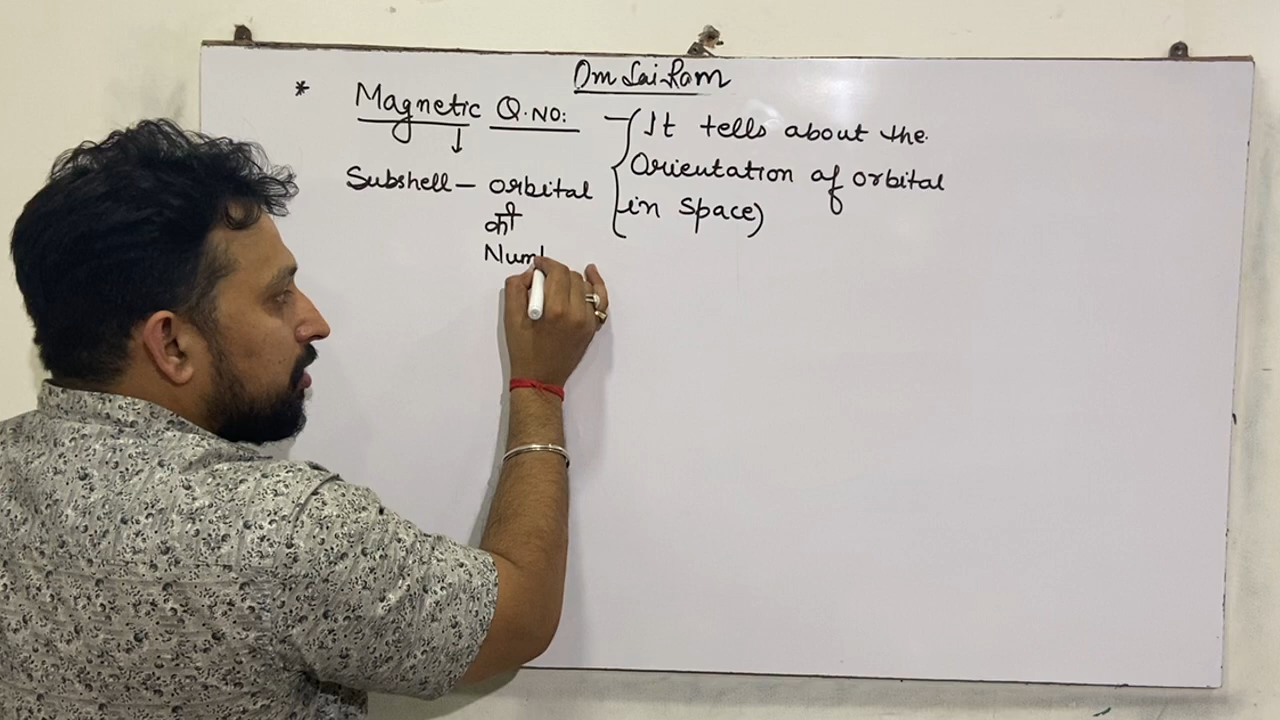 Om Sai Ram
* Magnetic Q.NO: – {It tells about the
↓ Orientation of orbital
Subshell – orbital in Space)
की
Num